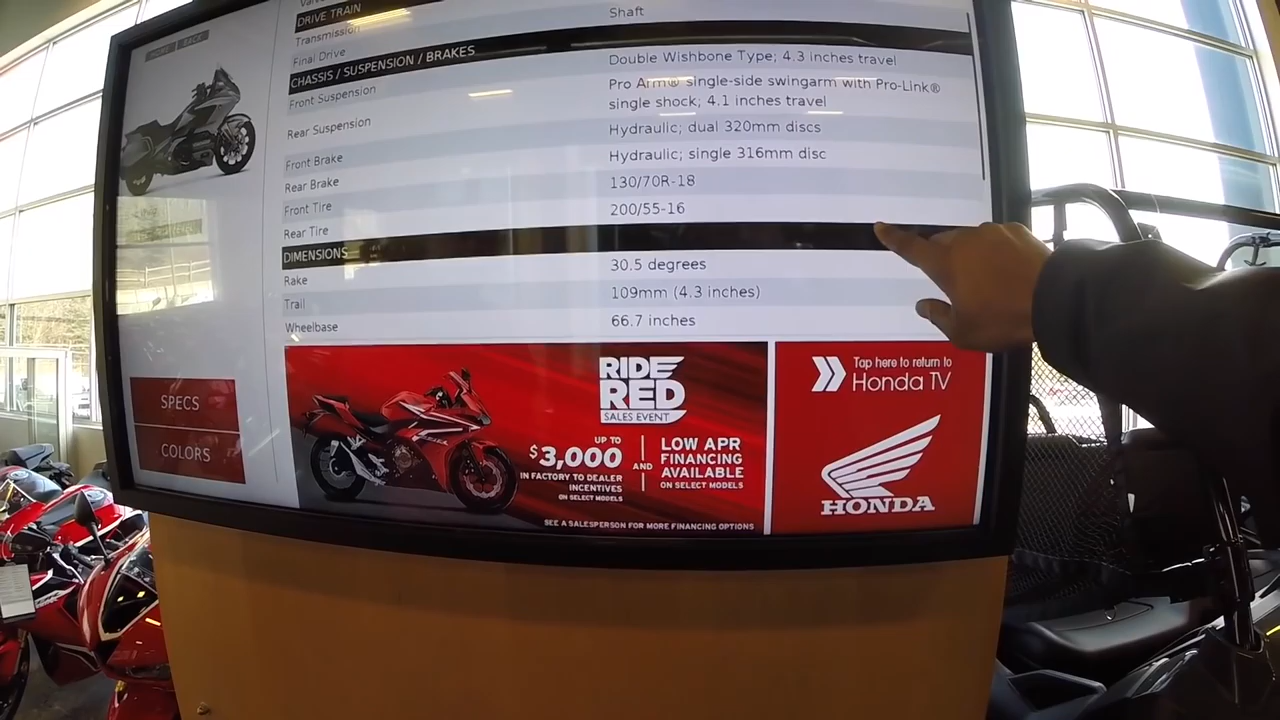 DRIVE TRAIN
Transmission
Shaft
Final Drive
CHASSIS / SUSPENSION / BRAKES
Front Suspension
Double Wishbone Type; 4.3 inches travel
Rear Suspension
Pro Arm® single-side swingarm with Pro-Link®
single shock; 4.1 inches travel
Front Brake
Hydraulic; dual 320mm discs
Rear Brake
Hydraulic; single 316mm disc
Front Tire
130/70R-18
Rear Tire
200/55-16
DIMENSIONS
Rake
30.5 degrees
Trail
109mm (4.3 inches)
Wheelbase
66.7 inches
SPECS
COLORS
RIDE
RED
SALES EVENT
UP TO
$3,000
IN FACTORY TO DEALER
INCENTIVES
ON SELECT MODELS
AND
LOW APR
FINANCING
AVAILABLE
ON SELECT MODELS
SEE A SALESPERSON FOR MORE FINANCING OPTIONS
Tap here to return to
Honda TV
HONDA